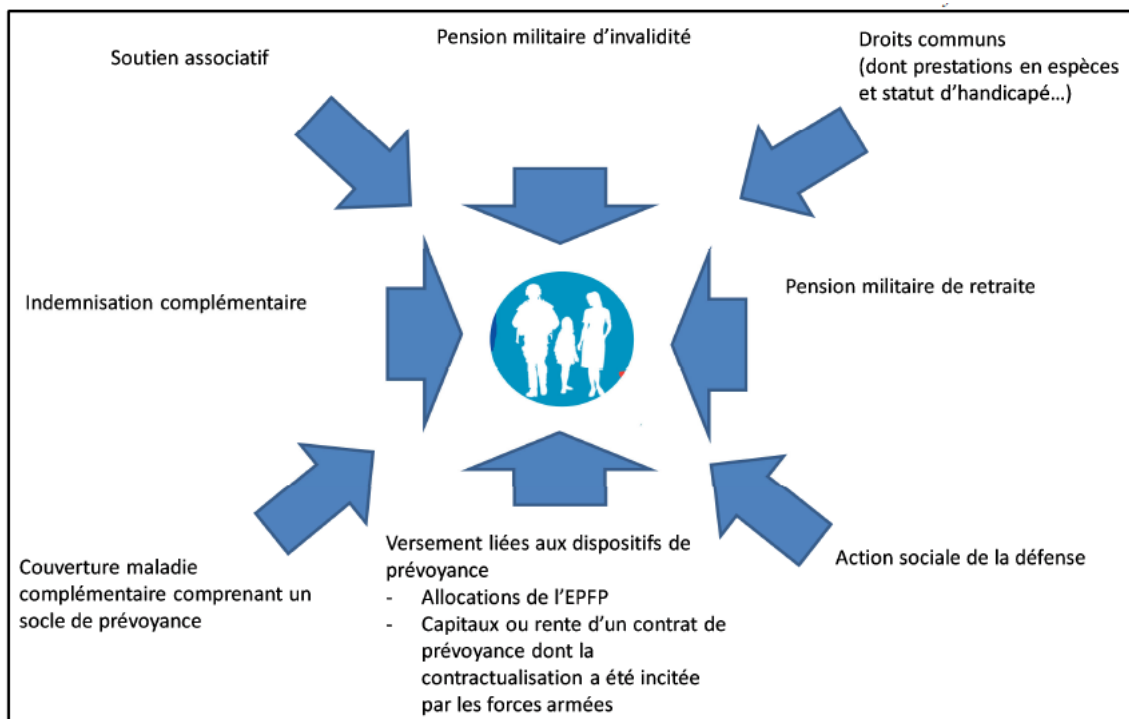 Soutien associatif
Pension militaire d’invalidité
Droits communs
(dont prestations en espèces
et statut d’handicapé…)
Indemnisation complémentaire
Pension militaire de retraite
Couverture maladie
complémentaire comprenant un
socle de prévoyance
Versement liées aux dispositifs de
prévoyance
- Allocations de l’EPFP
- Capitaux ou rente d’un contrat de
prévoyance dont la
contractualisation a été incitée
par les forces armées
Action sociale de la défense